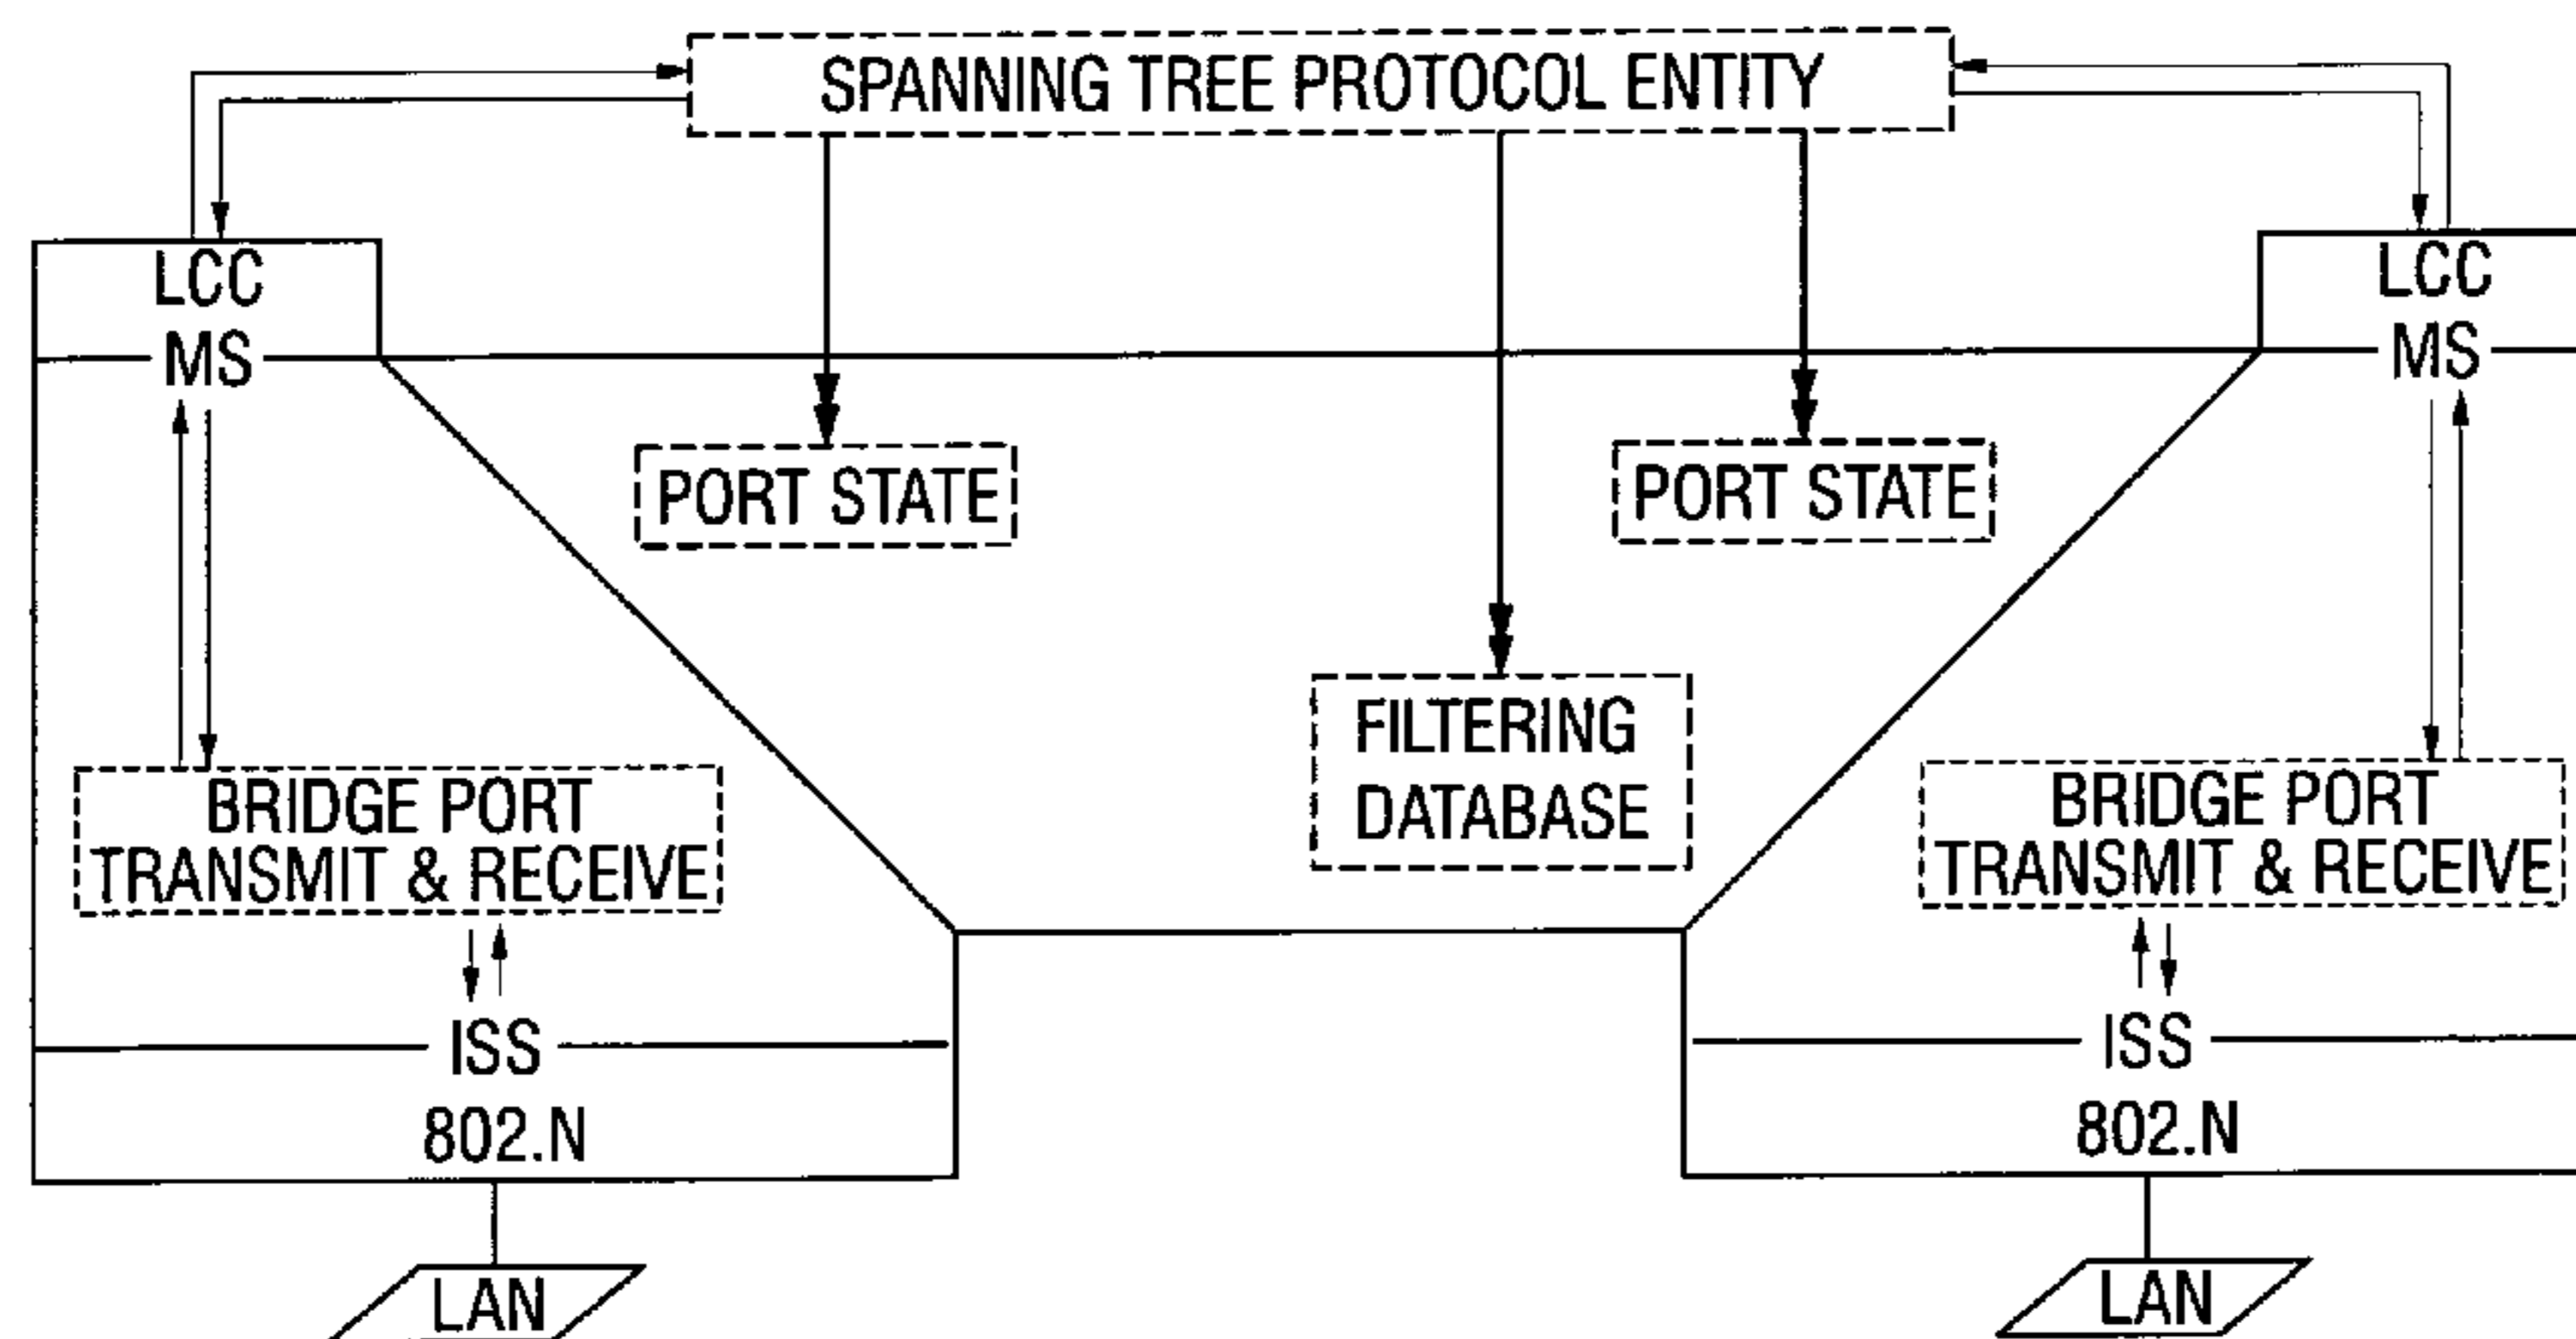 SPANNING TREE PROTOCOL ENTITY
LCC
LCC
MS
MS
PORT STATE
PORT STATE
FILTERING
DATABASE
BRIDGE PORT
TRANSMIT & RECEIVE
BRIDGE PORT
TRANSMIT & RECEIVE
ISS
ISS
802.N
802.N
LAN
LAN